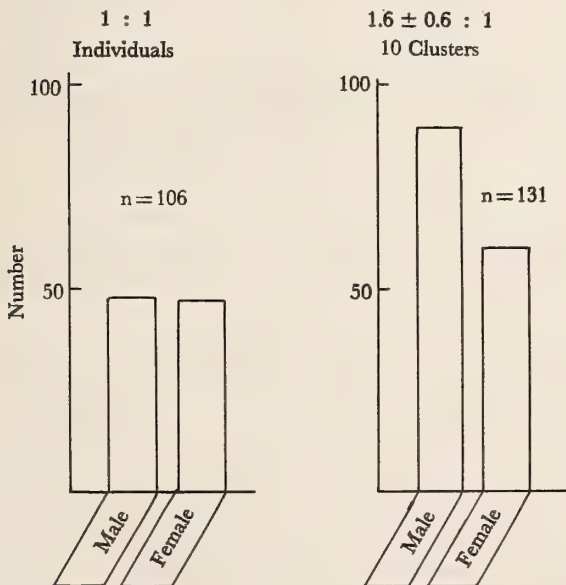 1 : 1
Individuals
100
n=106
Number
50
Male
Female
1.6 ± 0.6 : 1
10 Clusters
100
n=131
50
Male
Female